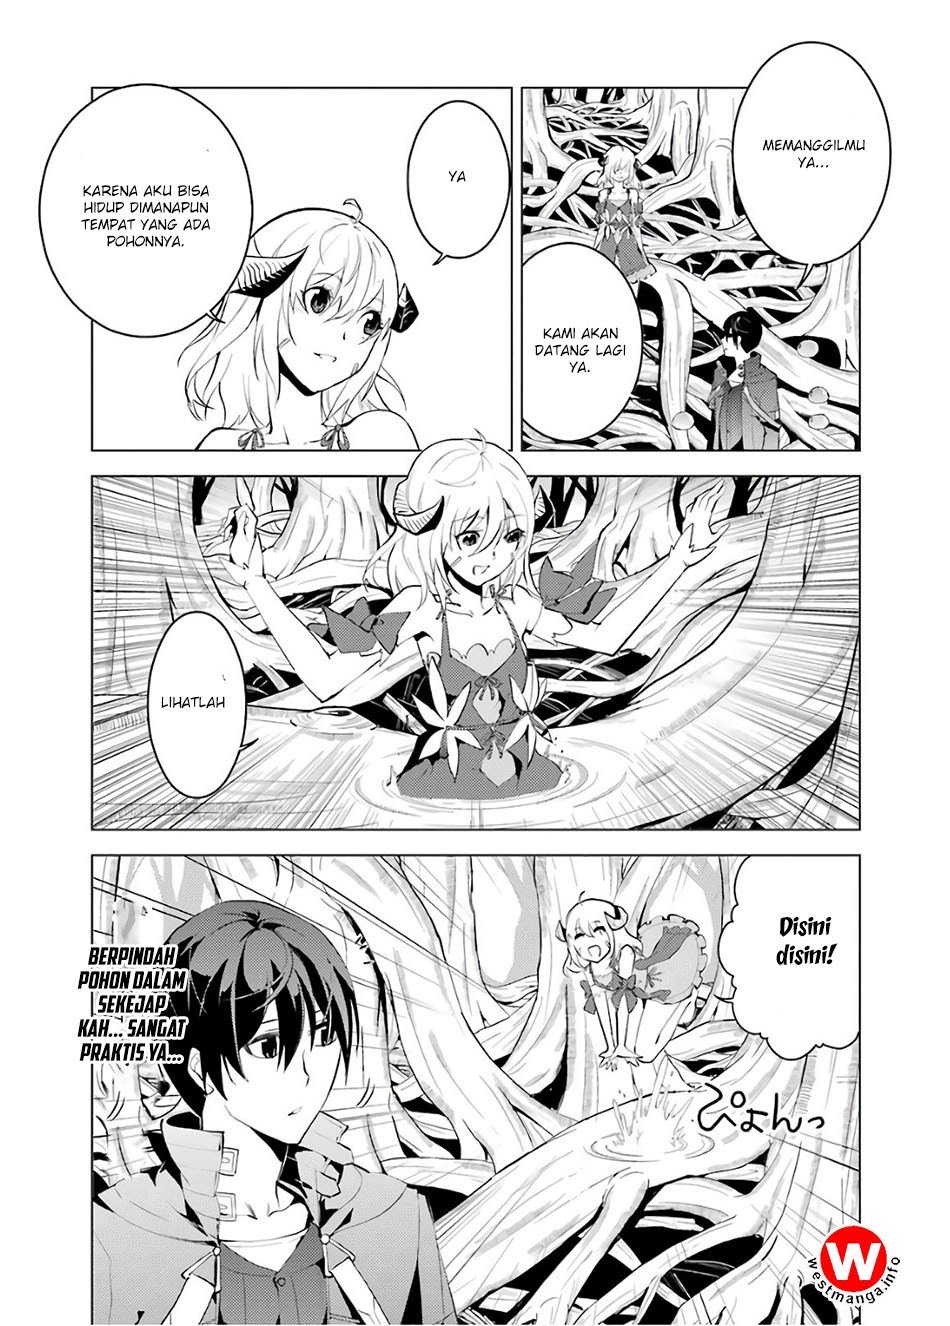 MEMANGGILMU
YA...
KAMI AKAN
DATANG LAGI
YA.
YA
KARENA AKU BISA
HIDUP DIMANAPUN
TEMPAT YANG ADA
POHONNYA.
LIHATLAH
Disini
disini!
ぴょんっ
BERPINDAH
POHON DALAM
SEKEJAP
KAH... SANGAT
PRAKTIS YA...
W
westmanga.info